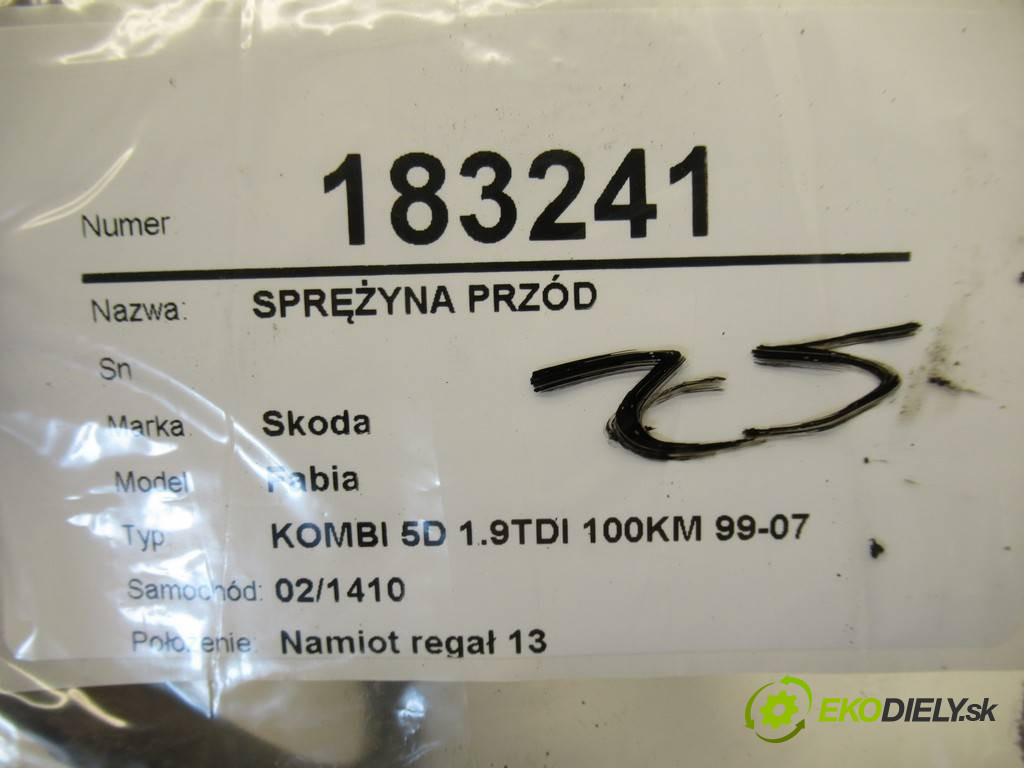 Numer 183241
Nazwa: SPRĘŻYNA PRZÓD
Sn
Marka Skoda
Model Fabia
Typ KOMBI 5D 1.9TDI 100KM 99-07
Samochód: 02/1410
Położenie: Namiot regał 13
EKODIELY.sk